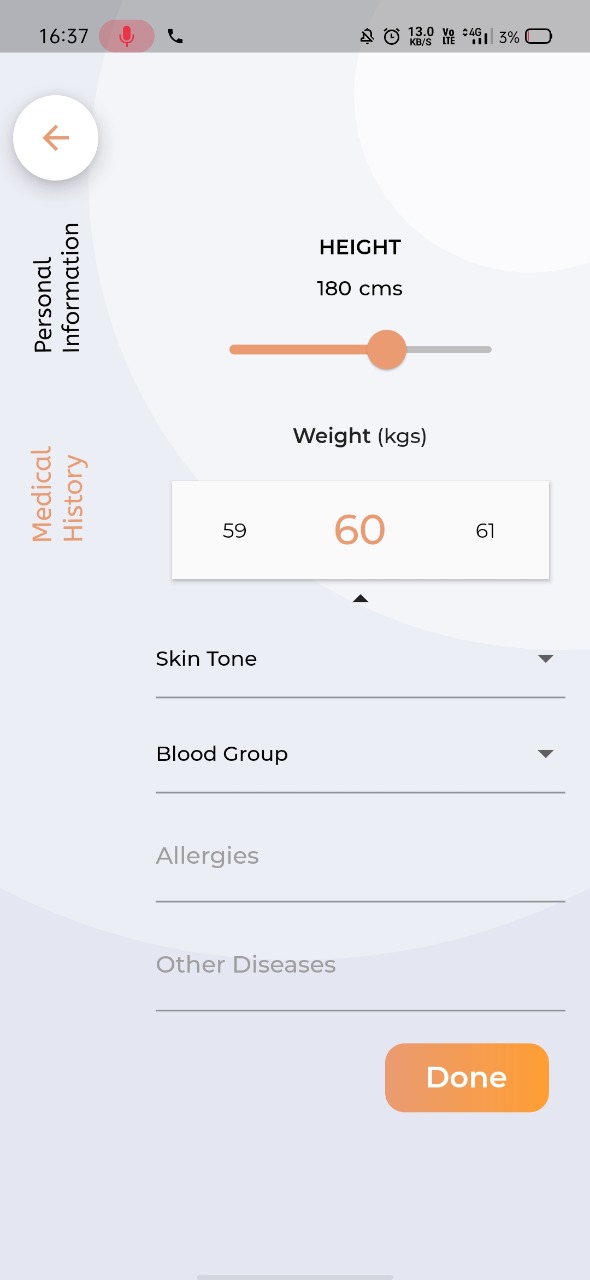 16:37 13.0 KB/S Vo LTE 4G 3%
Personal
Information
HEIGHT
180 cms
Weight (kgs)
Medical
History
59 60 61
Skin Tone
Blood Group
Allergies
Other Diseases
Done